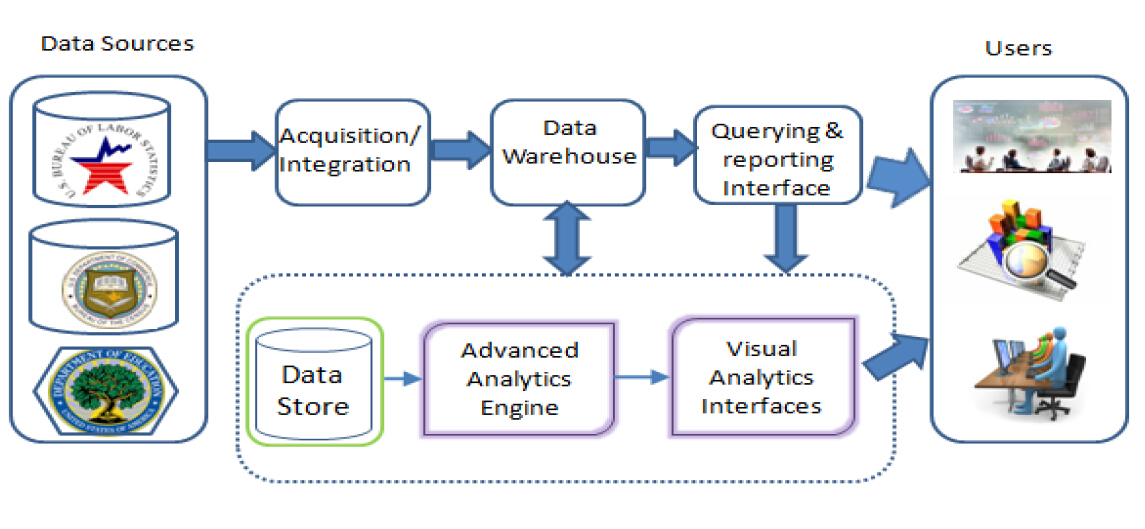 Data Sources
Users
U.S. BUREAU OF LABOR STATISTICS
Acquisition/
Integration
Data
Warehouse
Querying &
reporting
Interface
U.S. DEPARTMENT OF COMMERCE
BUREAU OF THE CENSUS
DEPARTMENT OF EDUCATION
UNITED STATES OF AMERICA
Data
Store
Advanced
Analytics
Engine
Visual
Analytics
Interfaces